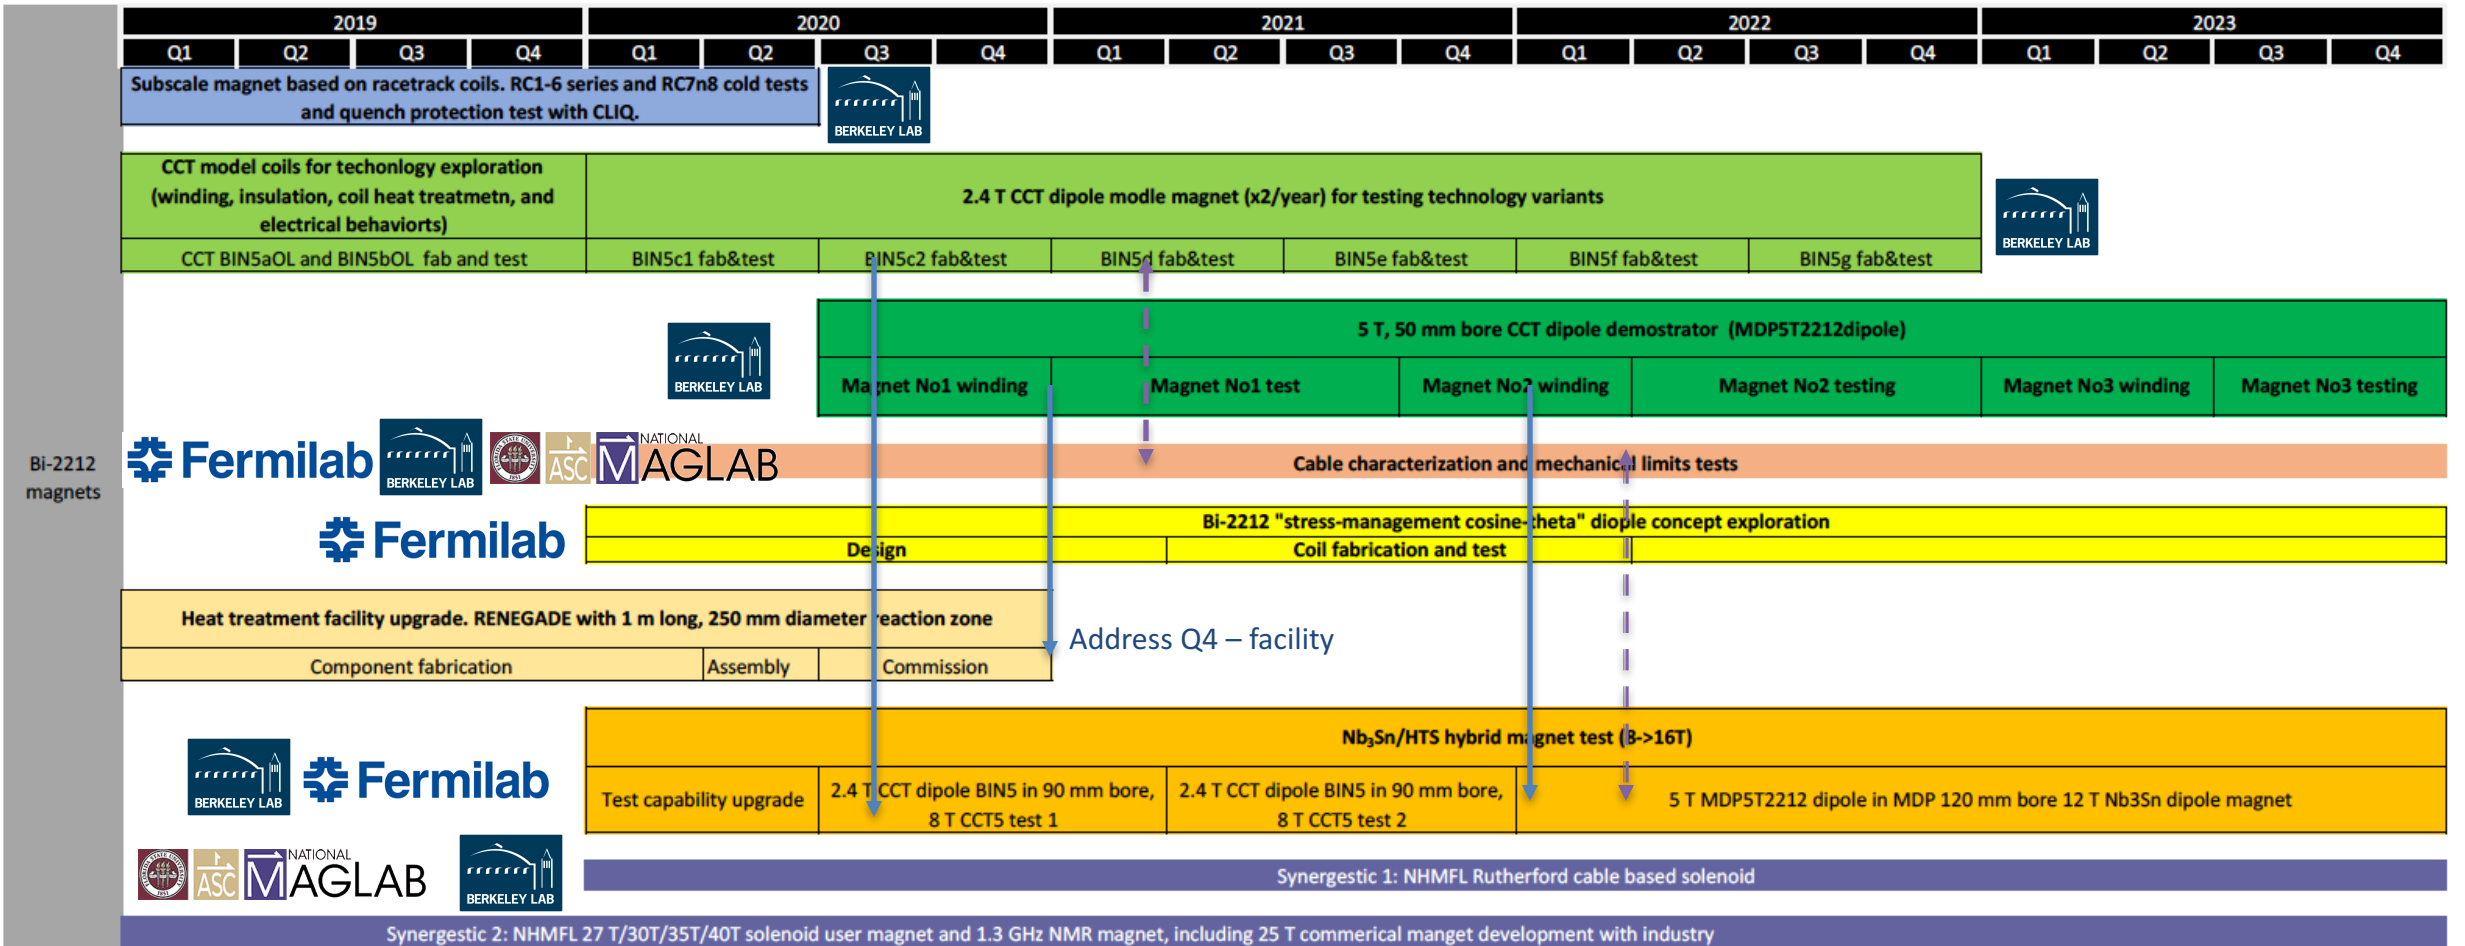 2019 2020 2021 2022 2023
Q1 Q2 Q3 Q4 Q1 Q2 Q3 Q4 Q1 Q2 Q3 Q4 Q1 Q2 Q3 Q4 Q1 Q2 Q3 Q4
Subscale magnet based on racetrack coils. RC1-6 series and RC7n8 cold tests
and quench protection test with CLIQ.
BERKELEY LAB
CCT model coils for techonlogy exploration
(winding, insulation, coil heat treatmetn, and
electrical behaviorts)
2.4 T CCT dipole modle magnet (x2/year) for testing technology variants
BERKELEY LAB
CCT BIN5aOL and BIN5bOL fab and test
BIN5c1 fab&test
BIN5c2 fab&test
BIN5d fab&test
BIN5e fab&test
BIN5f fab&test
BIN5g fab&test
5 T, 50 mm bore CCT dipole demostrator (MDP5T2212dipole)
BERKELEY LAB
Magnet No1 winding
Magnet No1 test
Magnet No2 winding
Magnet No2 testing
Magnet No3 winding
Magnet No3 testing
Bi-2212
magnets
Fermilab
BERKELEY LAB
ASC
NATIONAL
MAGLAB
Cable characterization and mechanical limits tests
Fermilab
Bi-2212 "stress-management cosine-theta" diople concept exploration
Design
Coil fabrication and test
Heat treatment facility upgrade. RENEGADE with 1 m long, 250 mm diameter reaction zone
Address Q4 – facility
Component fabrication
Assembly
Commission
Nb₃Sn/HTS hybrid magnet test (8->16T)
BERKELEY LAB
Fermilab
Test capability upgrade
2.4 T CCT dipole BIN5 in 90 mm bore,
8 T CCT5 test 1
2.4 T CCT dipole BIN5 in 90 mm bore,
8 T CCT5 test 2
5 T MDP5T2212 dipole in MDP 120 mm bore 12 T Nb3Sn dipole magnet
ASC
NATIONAL
MAGLAB
BERKELEY LAB
Synergestic 1: NHMFL Rutherford cable based solenoid
Synergestic 2: NHMFL 27 T/30T/35T/40T solenoid user magnet and 1.3 GHz NMR magnet, including 25 T commerical manget development with industry